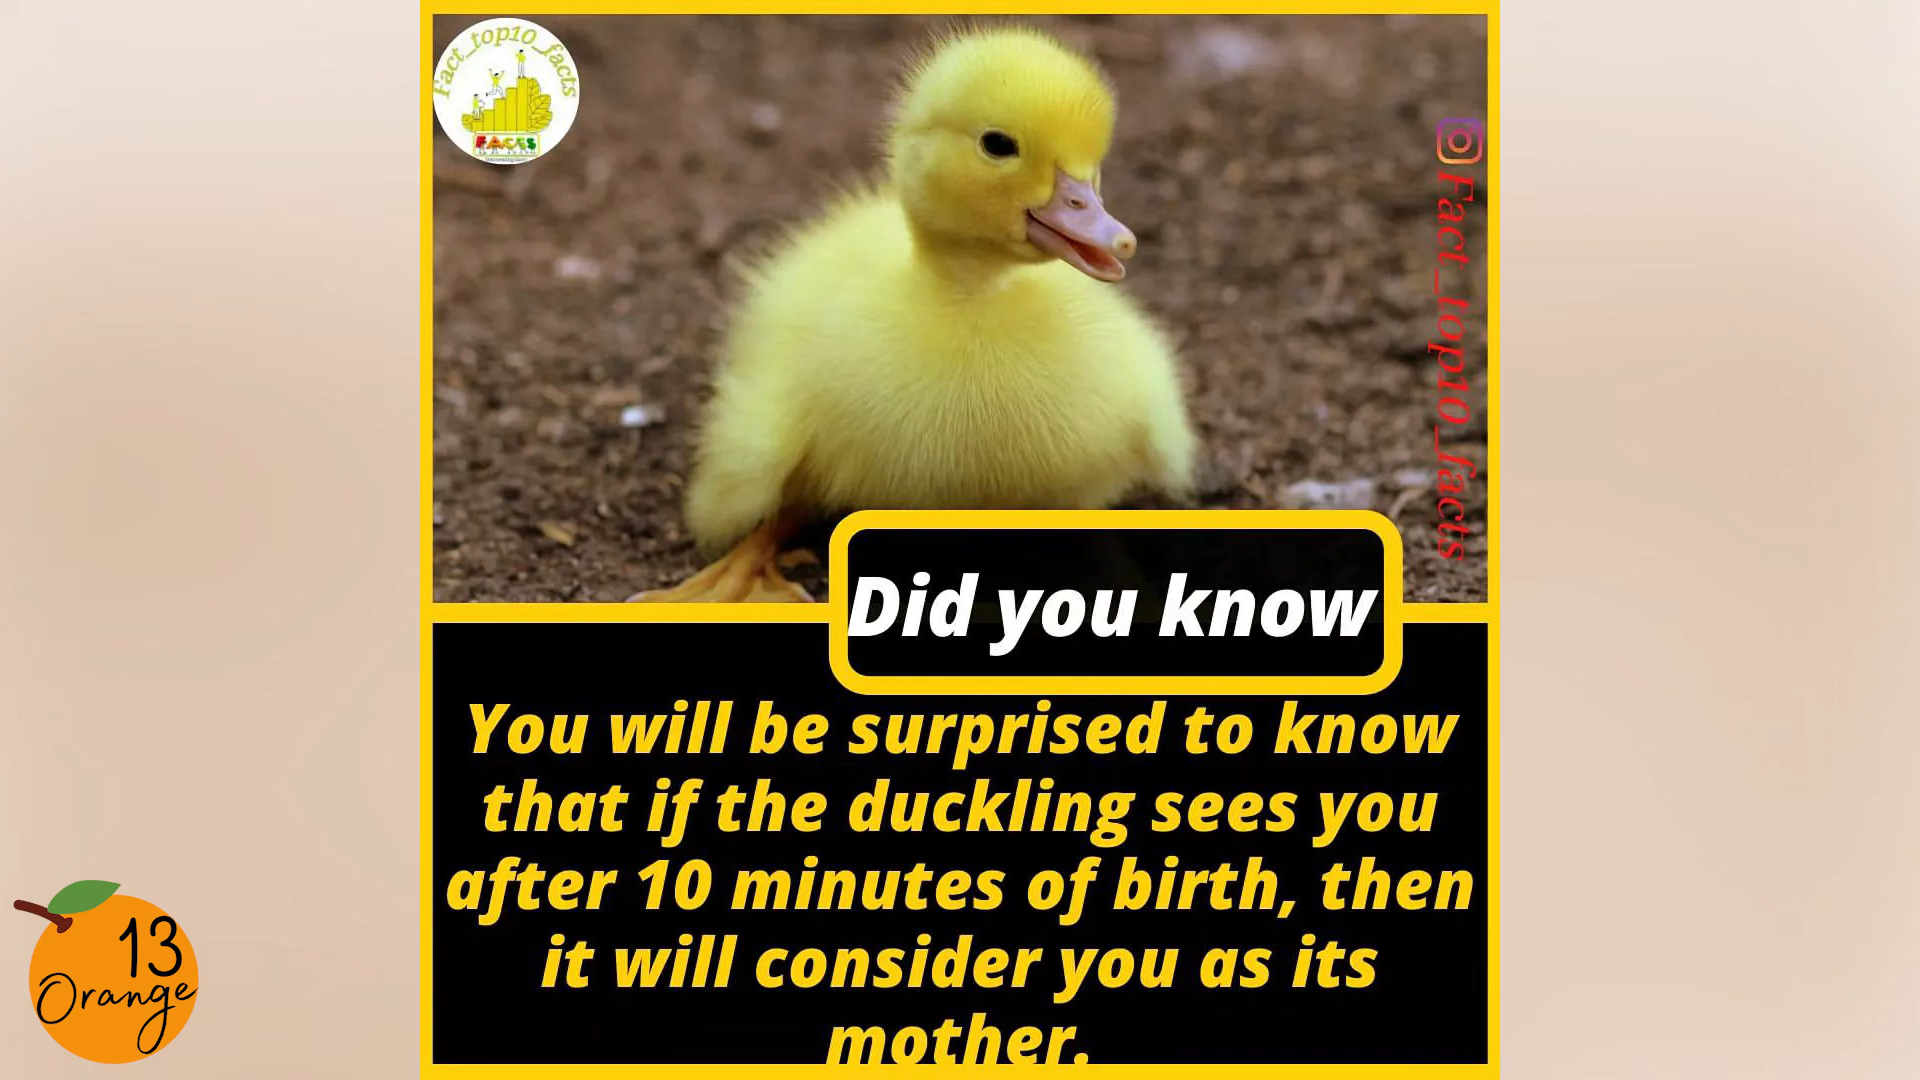 Fact_top10_facts
FACTS
Fact_top10_facts
Did you know
You will be surprised to know
that if the duckling sees you
after 10 minutes of birth, then
it will consider you as its
mother.
13
Orange